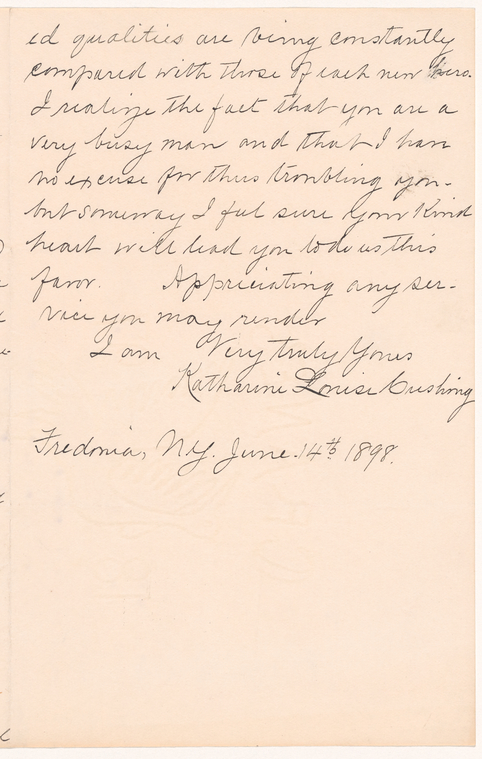 ed qualities are being constantly
compared with those of each new hero.
I realize the fact that you are a
very busy man and that I have
no excuse for thus troubling you-
but someway I feel sure your Kind
heart will lead you to do us this
favor. Appreciating any ser-
vice you may render
I am Very truly Yours
Katharine Louise Cushing
Fredonia, N.Y. June. 14th 1898.